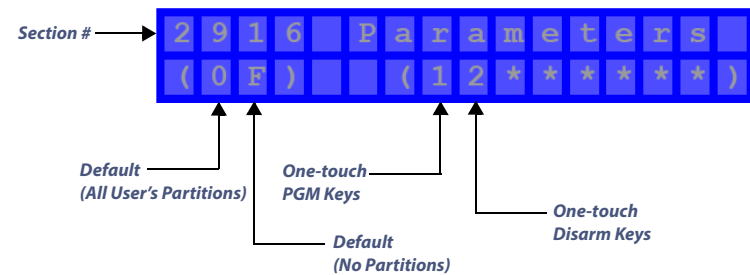 Section #
2916 Parameters
(0F) (12******)
Default
(All User's Partitions)
One-touch
PGM Keys
One-touch
Disarm Keys
Default
(No Partitions)